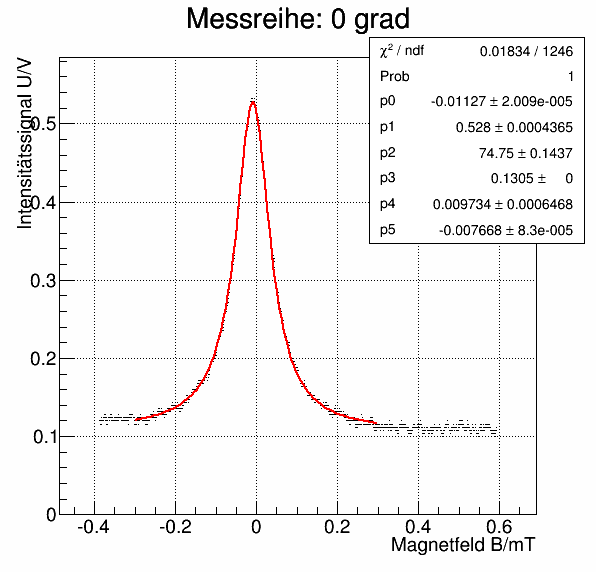 Messreihe: 0 grad
χ² / ndf 0.01834 / 1246
Prob 1
p0 -0.01127 ± 2.009e-005
p1 0.528 ± 0.0004365
p2 74.75 ± 0.1437
p3 0.1305 ± 0
p4 0.009734 ± 0.0006468
p5 -0.007668 ± 8.3e-005
Intensitätssignal U/V
0.5
0.4
0.3
0.2
0.1
0
-0.4 -0.2 0 0.2 0.4 0.6
Magnetfeld B/mT